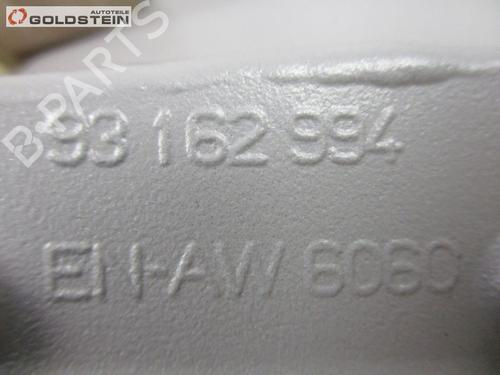 AUTOTEILE
GOLDSTEIN
B-PARTS
93 162 994
EN-AW 6060